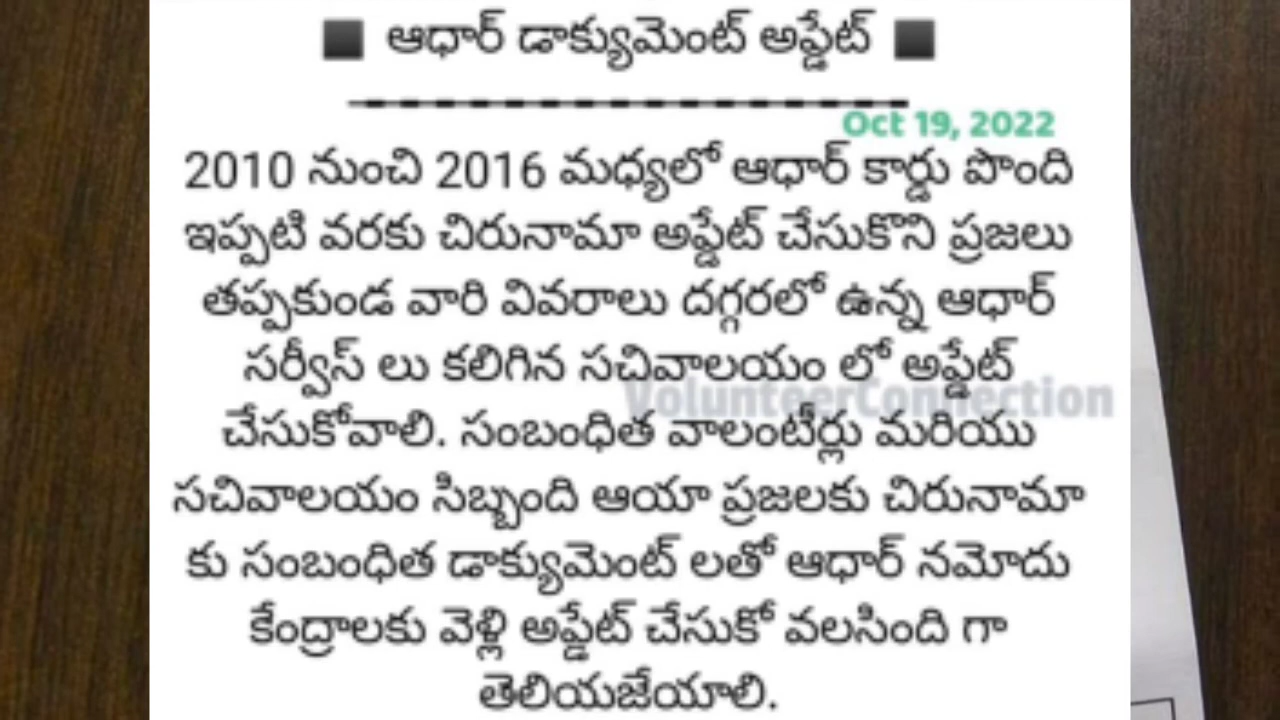 ■ ఆధార్ డాక్యుమెంట్ అప్డేట్ ■
Oct 19, 2022
2010 నుంచి 2016 మధ్యలో ఆధార్ కార్డు పొంది
ఇప్పటి వరకు చిరునామా అప్డేట్ చేసుకొని ప్రజలు
తప్పకుండ వారి వివరాలు దగ్గరలో ఉన్న ఆధార్
సర్వీస్ లు కలిగిన సచివాలయం లో అప్డేట్
VolunteerConnection
చేసుకోవాలి. సంబంధిత వాలంటీర్లు మరియు
సచివాలయం సిబ్బంది ఆయా ప్రజలకు చిరునామా
కు సంబంధిత డాక్యుమెంట్ లతో ఆధార్ నమోదు
కేంద్రాలకు వెళ్లి అప్డేట్ చేసుకో వలసింది గా
తెలియజేయాలి.